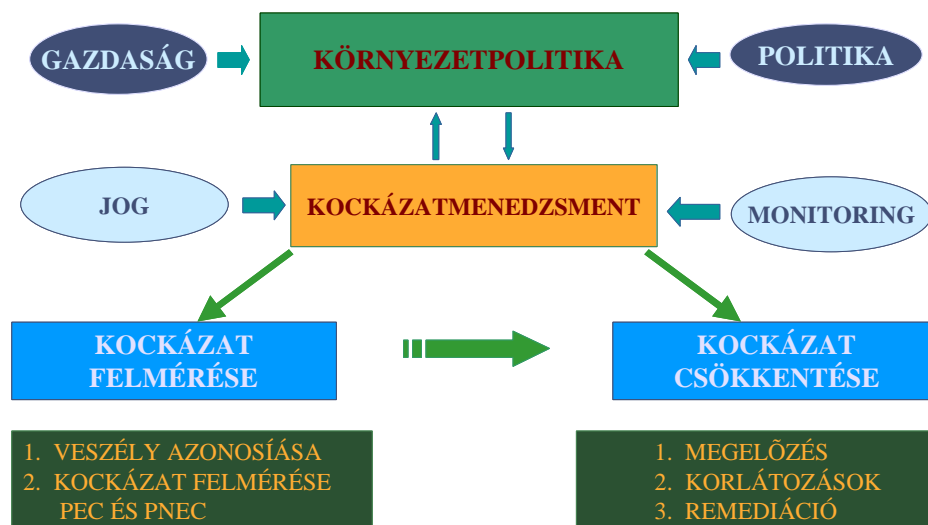 GAZDASÁG
KÖRNYEZETPOLITIKA
POLITIKA
JOG
KOCKÁZATMENEDZSMENT
MONITORING
KOCKÁZAT
FELMÉRÉSE
KOCKÁZAT
CSÖKKENTÉSE
1. VESZÉLY AZONOSÍÁSA
2. KOCKÁZAT FELMÉRÉSE
PEC ÉS PNEC
1. MEGELÕZÉS
2. KORLÁTOZÁSOK
3. REMEDIÁCIÓ